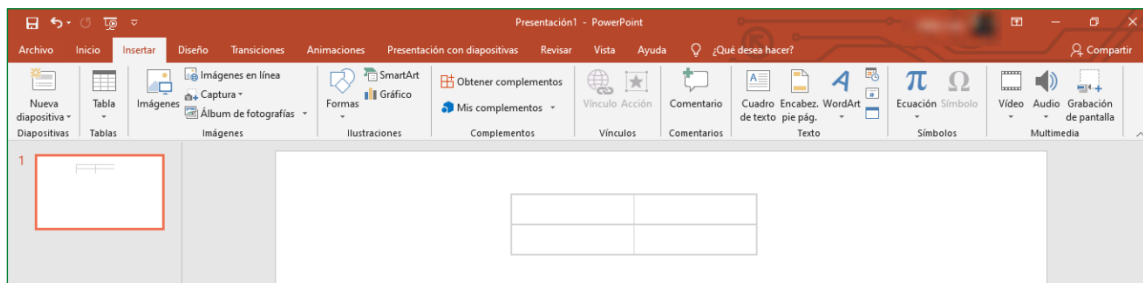 Presentación1 - PowerPoint
Archivo Inicio Insertar Diseño Transiciones Animaciones Presentación con diapositivas Revisar Vista Ayuda ¿Qué desea hacer? Compartir
Nueva diapositiva
Tabla
Imágenes
Imágenes en línea
Captura
Álbum de fotografías
Formas
SmartArt
Gráfico
Obtener complementos
Mis complementos
Vínculo
Acción
Comentario
Cuadro de texto
Encabez. pie pág.
WordArt
Ecuación
Símbolo
Vídeo
Audio
Grabación de pantalla
Diapositivas Tablas Imágenes Ilustraciones Complementos Vínculos Comentarios Texto Símbolos Multimedia
1